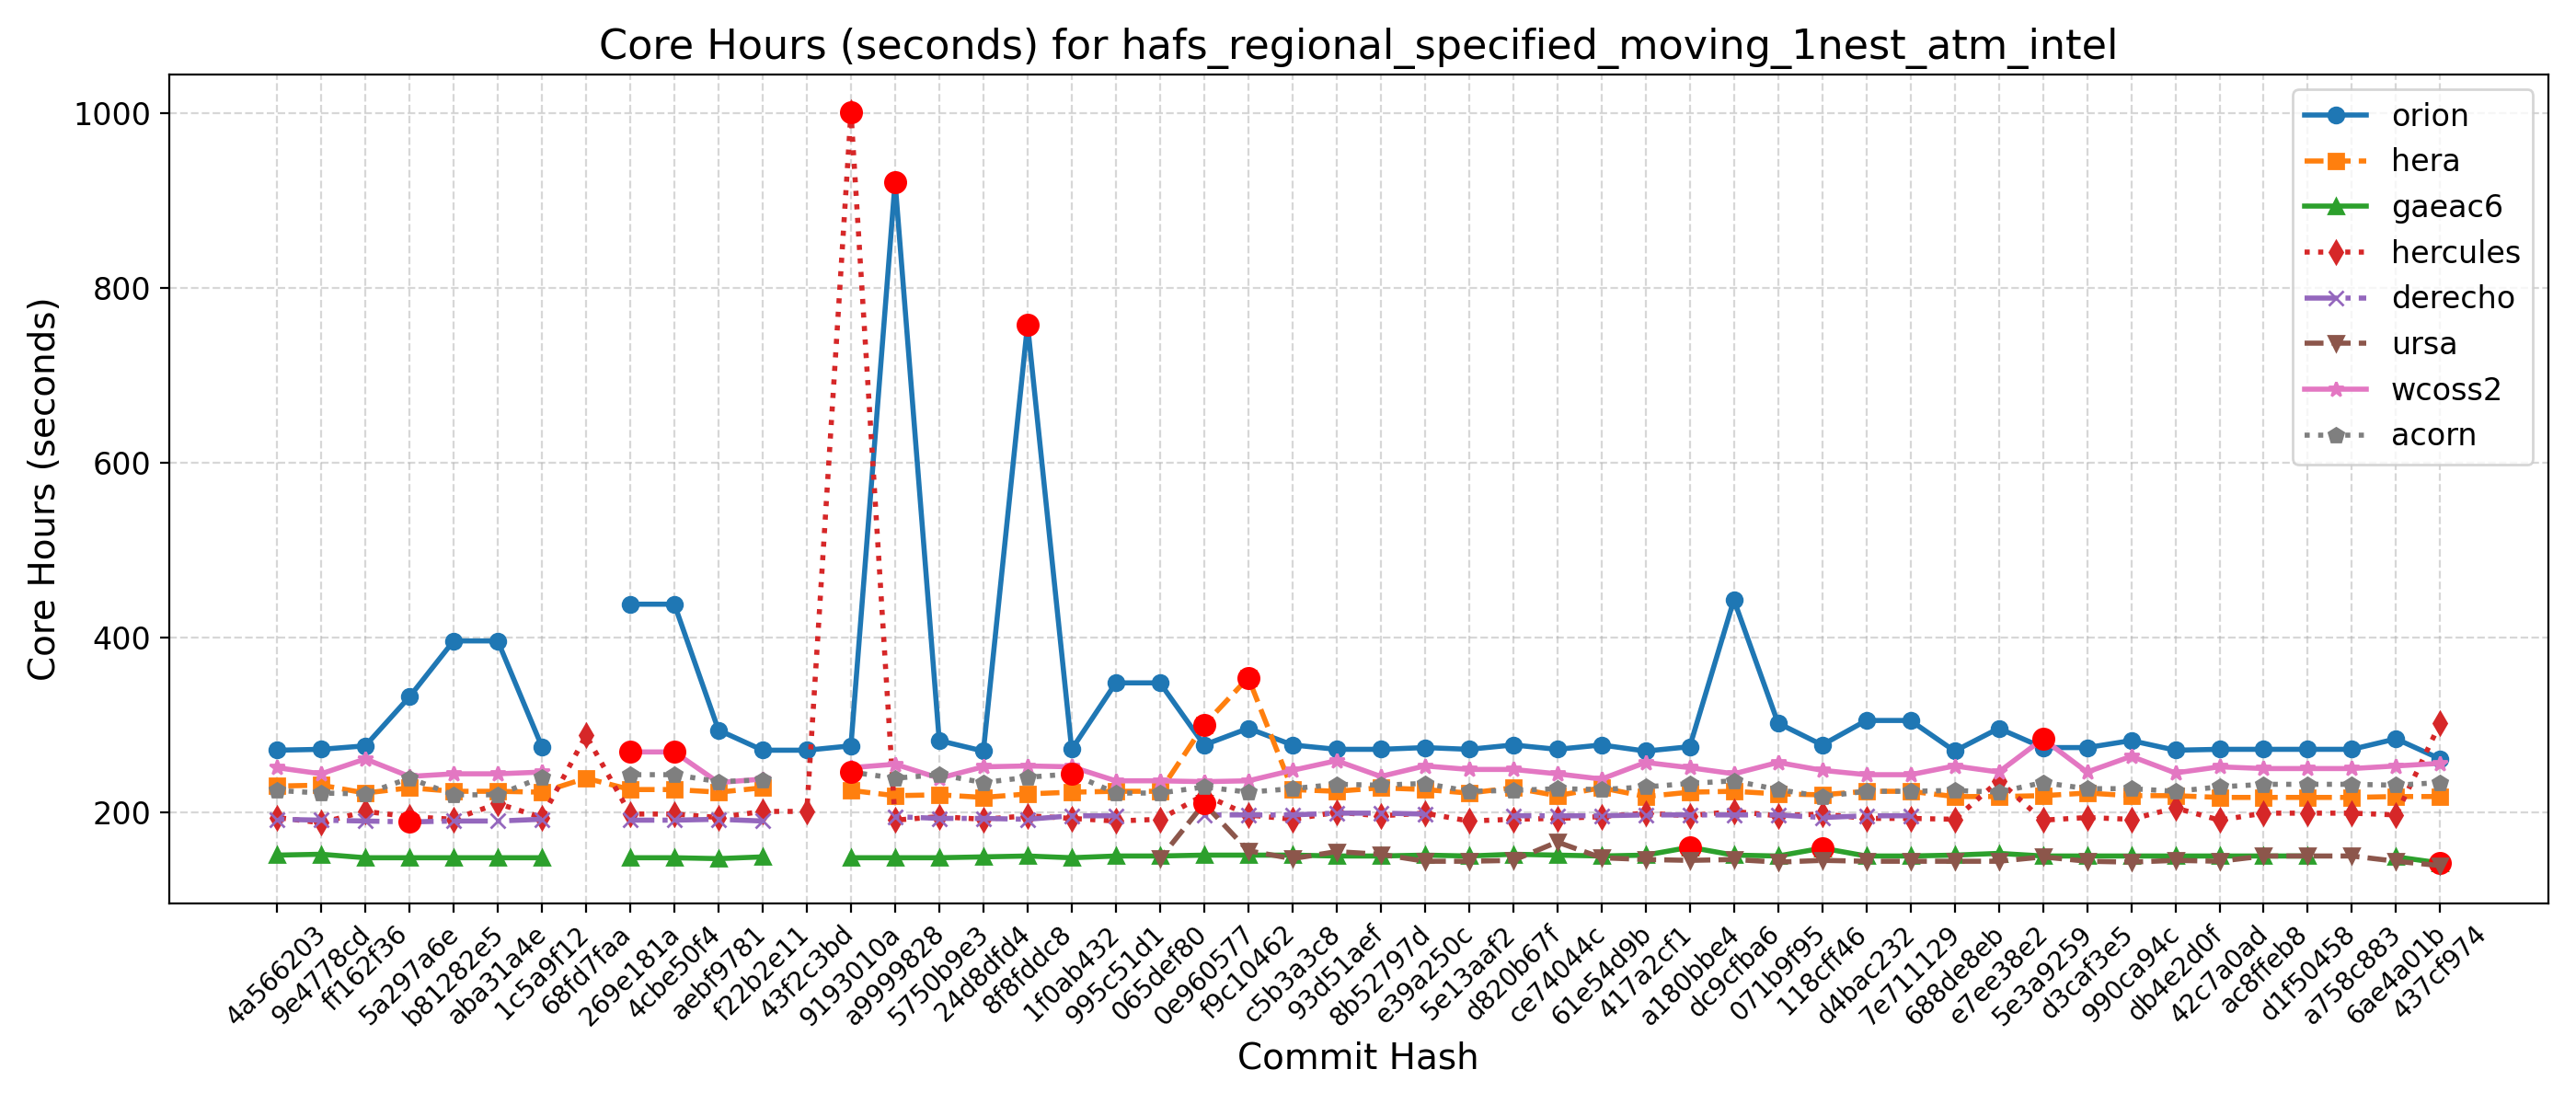 Core Hours (seconds) for hafs_regional_specified_moving_1nest_atm_intel
Core Hours (seconds)
1000
800
600
400
200
orion
hera
gaeac6
hercules
derecho
ursa
wcoss2
acorn
4a566203
9e4778cd
ff162f36
5a297a6e
b81282e5
aba31a4e
1c5a9f12
68fd7faa
269e181a
4cbe50f4
aebf9781
f22b2e11
43f2c3bd
9193010a
a9999828
5750b9e3
24d8dfd4
8f8fddc8
1f0ab432
995c51d1
065def80
0e960577
f9c10462
c5b3a3c8
93d51aef
8b52797d
e39a250c
5e13aaf2
d820b67f
ce74044c
61e54d9b
417a2cf1
a180bbe4
dc9cfba6
071b9f95
118cff46
d4bac232
7e711129
688de8eb
e7ee38e2
5e3a9259
d3caf3e5
990ca94c
db4e2d0f
42c7a0ad
ac8ffeb8
d1f50458
a758c883
6ae4a01b
437cf974
Commit Hash